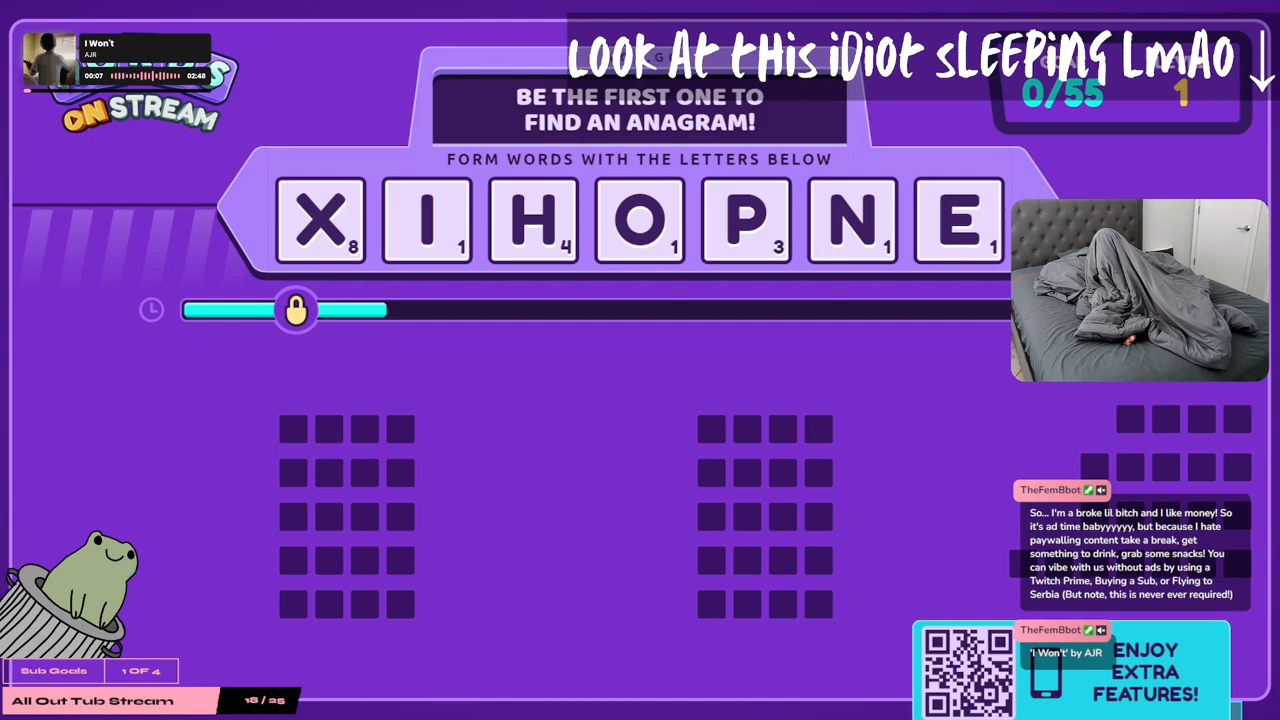 I Won't
AJR
00:07
02:48
ON STREAM
LOOK At tHis iDiot sLEEPiNG LmAO
0/55
1
BE THE FIRST ONE TO
FIND AN ANAGRAM!
FORM WORDS WITH THE LETTERS BELOW
X8 I1 H4 O1 P3 N1 E1
TheFemBbot
So... I'm a broke lil bitch and I like money! So
it's ad time babyyyyyy, but because I hate
paywalling content take a break, get
something to drink, grab some snacks! You
can vibe with us without ads by using a
Twitch Prime, Buying a Sub, or Flying to
Serbia (But note, this is never ever required!)
TheFemBbot
'I Won't' by AJR
ENJOY
EXTRA
FEATURES!
Sub Goals
1 OF 4
All Out Tub Stream
18 / 25